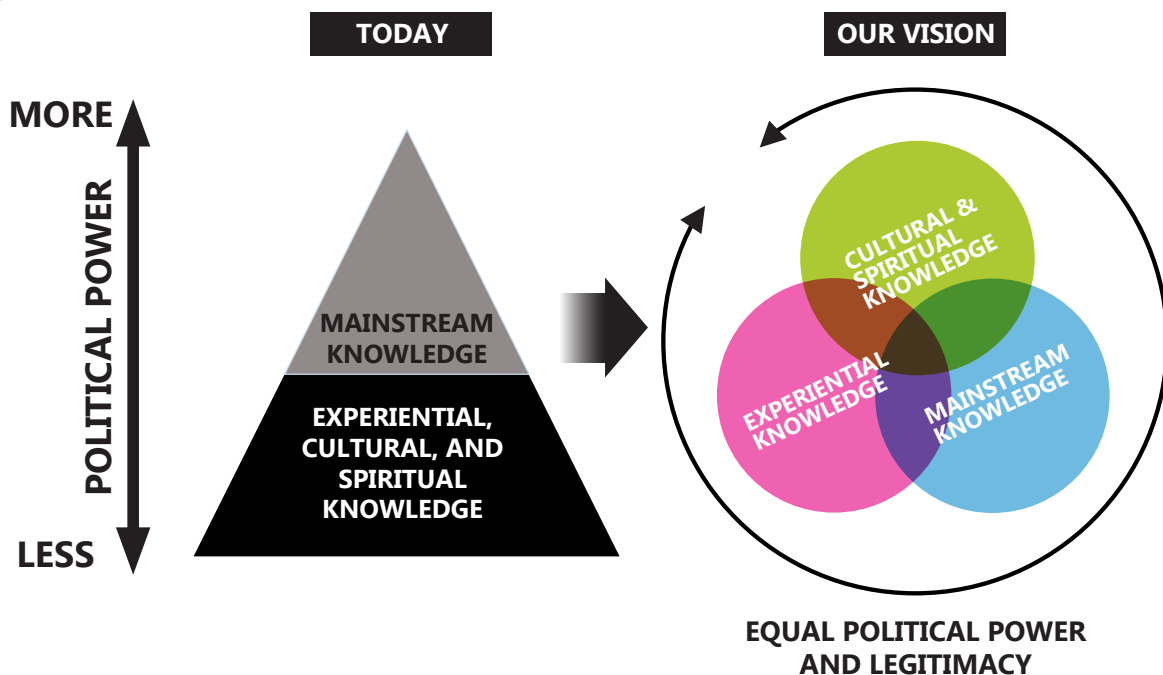 TODAY
OUR VISION
MORE
POLITICAL POWER
LESS
MAINSTREAM
KNOWLEDGE
EXPERIENTIAL,
CULTURAL, AND
SPIRITUAL
KNOWLEDGE
CULTURAL &
SPIRITUAL
KNOWLEDGE
EXPERIENTIAL
KNOWLEDGE
MAINSTREAM
KNOWLEDGE
EQUAL POLITICAL POWER
AND LEGITIMACY